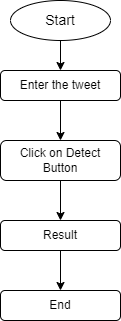 Start
Enter the tweet
Click on Detect
Button
Result
End